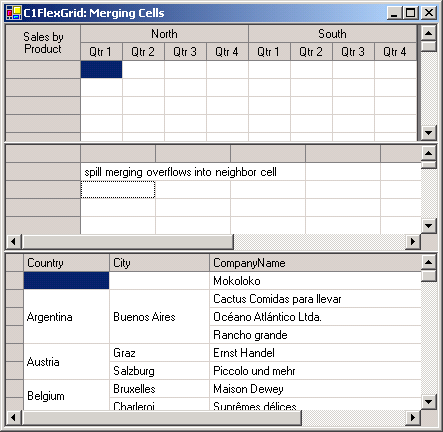 C1FlexGrid: Merging Cells
Sales by Product North South
Qtr 1 Qtr 2 Qtr 3 Qtr 4 Qtr 1 Qtr 2 Qtr 3 Qtr 4
spill merging overflows into neighbor cell
Country City CompanyName
Mokoloko
Cactus Comidas para llevar
Argentina Buenos Aires Océano Atlántico Ltda.
Rancho grande
Austria Graz Ernst Handel
Salzburg Piccolo und mehr
Belgium Bruxelles Maison Dewey
Charleroi Suprêmes délices